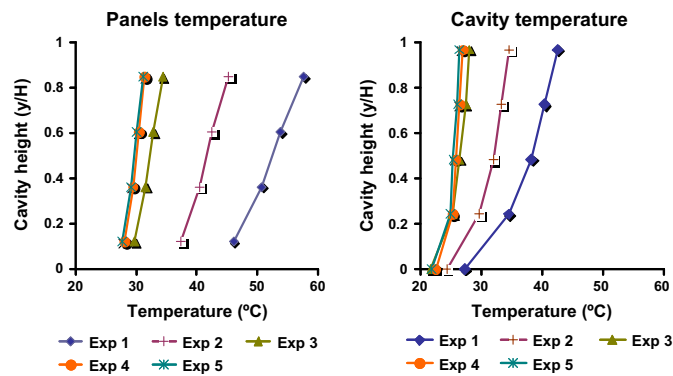 Panels temperature
Cavity height (y/H)
1
0.8
0.6
0.4
0.2
0
20 30 40 50 60
Temperature (ºC)
Exp 1 Exp 2 Exp 3
Exp 4 Exp 5
Cavity temperature
Cavity height (y/H)
1
0.8
0.6
0.4
0.2
0
20 30 40 50 60
Temperature (ºC)
Exp 1 Exp 2 Exp 3
Exp 4 Exp 5